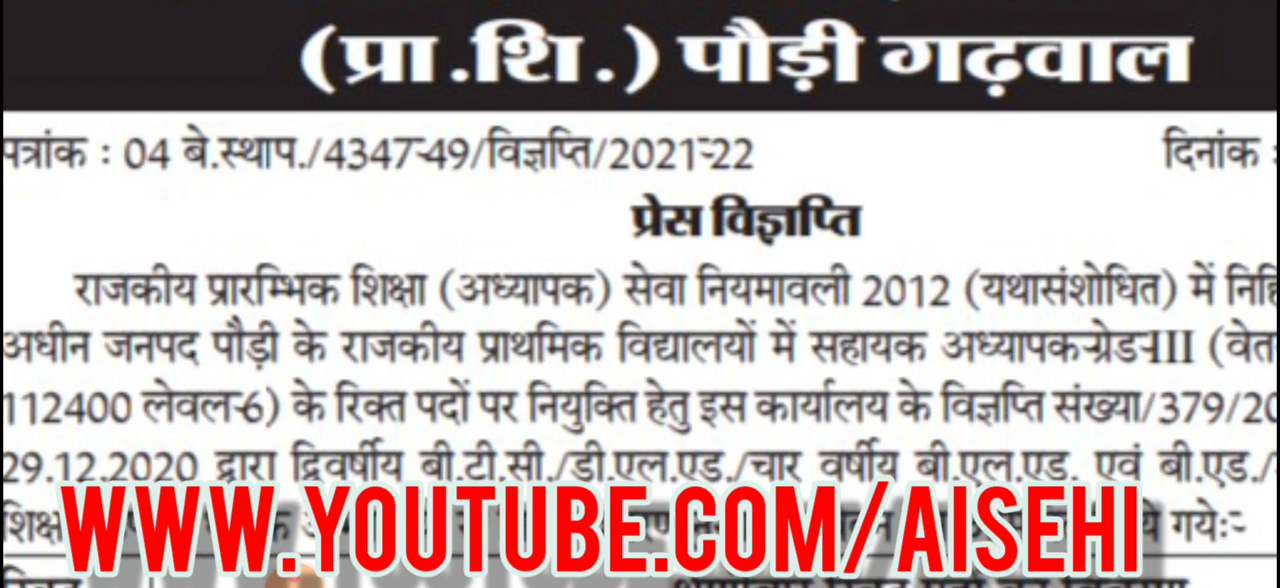 (प्रा.शि.) पौड़ी गढ़वाल
पत्रांक : 04 बे.स्थाप./4347-49/विज्ञप्ति/2021-22 दिनांक :
प्रेस विज्ञप्ति
राजकीय प्रारम्भिक शिक्षा (अध्यापक) सेवा नियमावली 2012 (यथासंशोधित) में
अधीन जनपद पौड़ी के राजकीय प्राथमिक विद्यालयों में सहायक अध्यापक-ग्रेड-III (वेत
112400 लेवल-6) के रिक्त पदों पर नियुक्ति हेतु इस कार्यालय के विज्ञप्ति संख्या/379/20
29.12.2020 द्वारा द्विवर्षीय बी.टी.सी./डी.एल.एड./चार वर्षीय बी.एल.एड. एवं बी.एड./
गये:-
WWW.YOUTUBE.COM/AISEHI